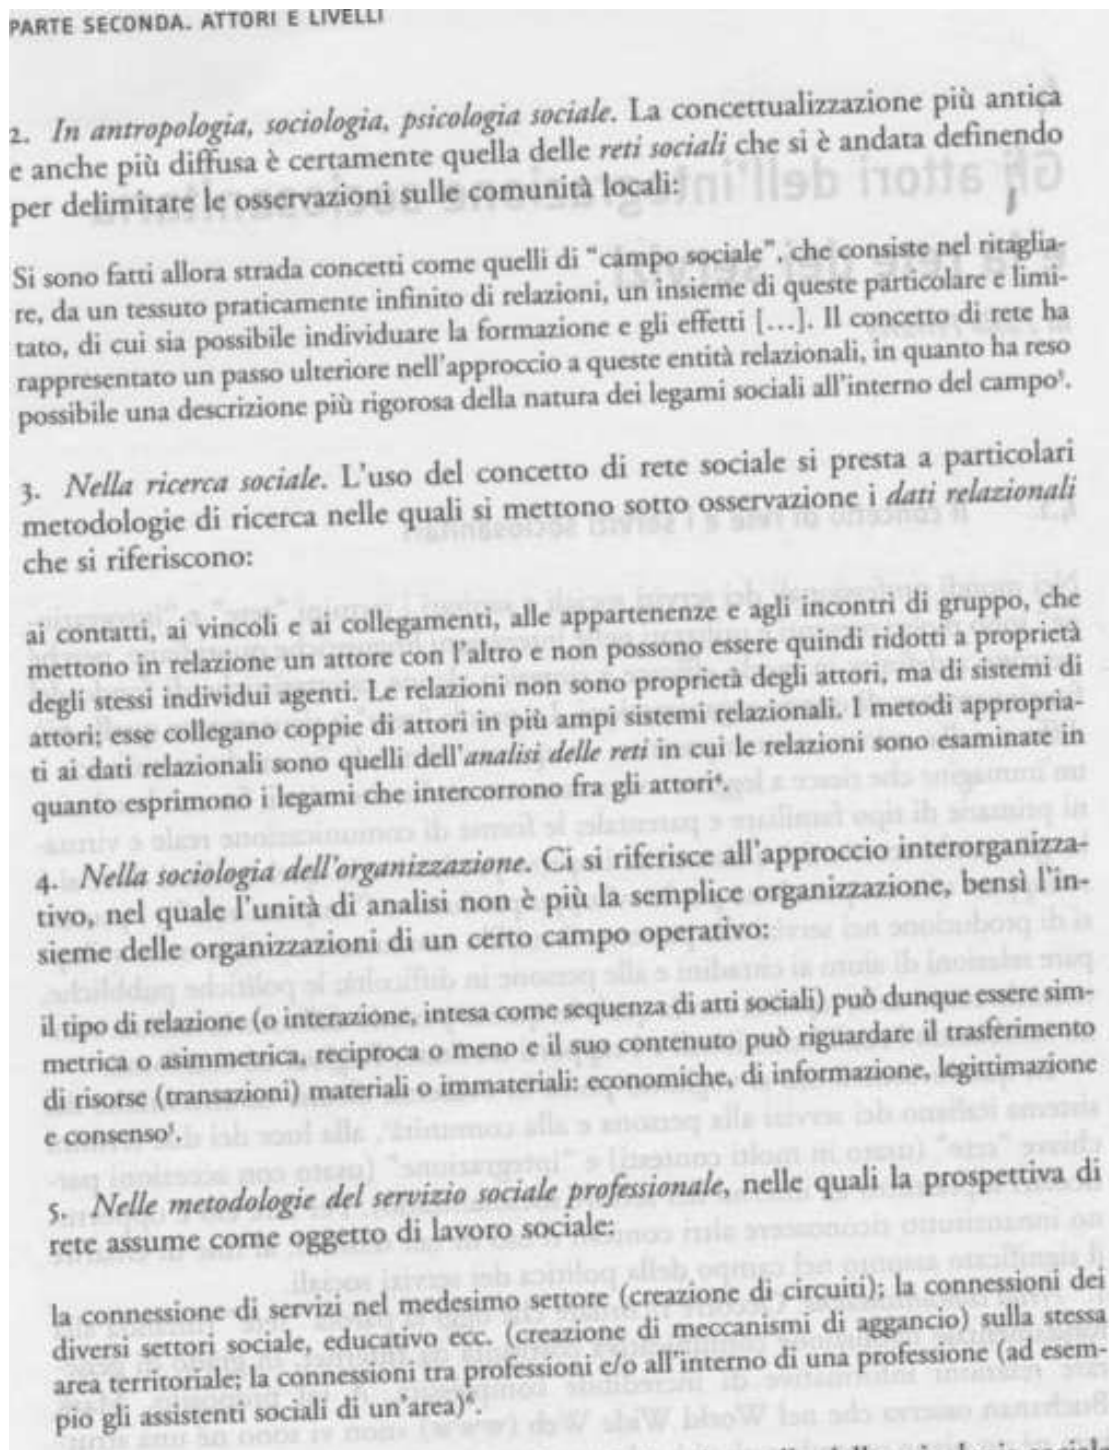 PARTE SECONDA. ATTORI E LIVELLI
2. In antropologia, sociologia, psicologia sociale. La concettualizzazione più antica
e anche più diffusa è certamente quella delle reti sociali che si è andata definendo
per delimitare le osservazioni sulle comunità locali:
Si sono fatti allora strada concetti come quelli di “campo sociale”, che consiste nel ritaglia-
re, da un tessuto praticamente infinito di relazioni, un insieme di queste particolare e limi-
tato, di cui sia possibile individuare la formazione e gli effetti [...]. Il concetto di rete ha
rappresentato un passo ulteriore nell'approccio a queste entità relazionali, in quanto ha reso
possibile una descrizione più rigorosa della natura dei legami sociali all'interno del campo³.
3. Nella ricerca sociale. L'uso del concetto di rete sociale si presta a particolari
metodologie di ricerca nelle quali si mettono sotto osservazione i dati relazionali
che si riferiscono:
ai contatti, ai vincoli e ai collegamenti, alle appartenenze e agli incontri di gruppo, che
mettono in relazione un attore con l'altro e non possono essere quindi ridotti a proprietà
degli stessi individui agenti. Le relazioni non sono proprietà degli attori, ma di sistemi di
attori; esse collegano coppie di attori in più ampi sistemi relazionali. I metodi appropria-
ti ai dati relazionali sono quelli dell'analisi delle reti in cui le relazioni sono esaminate in
quanto esprimono i legami che intercorrono fra gli attori⁴.
4. Nella sociologia dell'organizzazione. Ci si riferisce all'approccio interorganizza-
tivo, nel quale l'unità di analisi non è più la semplice organizzazione, bensì l'in-
sieme delle organizzazioni di un certo campo operativo:
il tipo di relazione (o interazione, intesa come sequenza di atti sociali) può dunque essere sim-
metrica o asimmetrica, reciproca o meno e il suo contenuto può riguardare il trasferimento
di risorse (transazioni) materiali o immateriali: economiche, di informazione, legittimazione
e consenso⁵.
5. Nelle metodologie del servizio sociale professionale, nelle quali la prospettiva di
rete assume come oggetto di lavoro sociale:
la connessione di servizi nel medesimo settore (creazione di circuiti); la connessioni dei
diversi settori sociale, educativo ecc. (creazione di meccanismi di aggancio) sulla stessa
area territoriale; la connessioni tra professioni e/o all'interno di una professione (ad esem-
pio gli assistenti sociali di un'area)⁶.